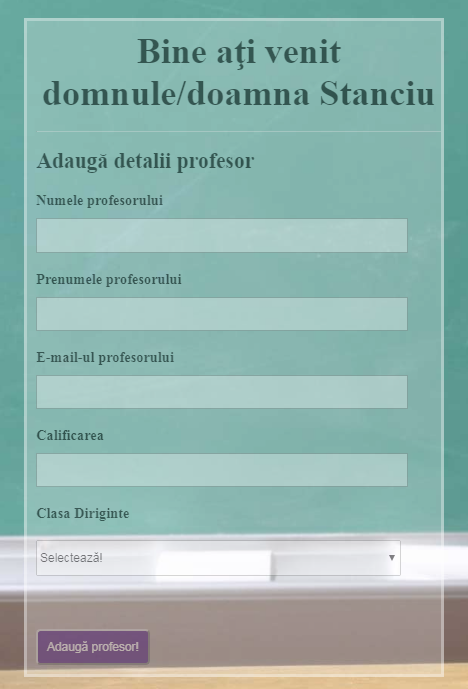 Bine aţi venit
domnule/doamna Stanciu
Adaugă detalii profesor
Numele profesorului
Prenumele profesorului
E-mail-ul profesorului
Calificarea
Clasa Diriginte
Selectează!
Adaugă profesor!